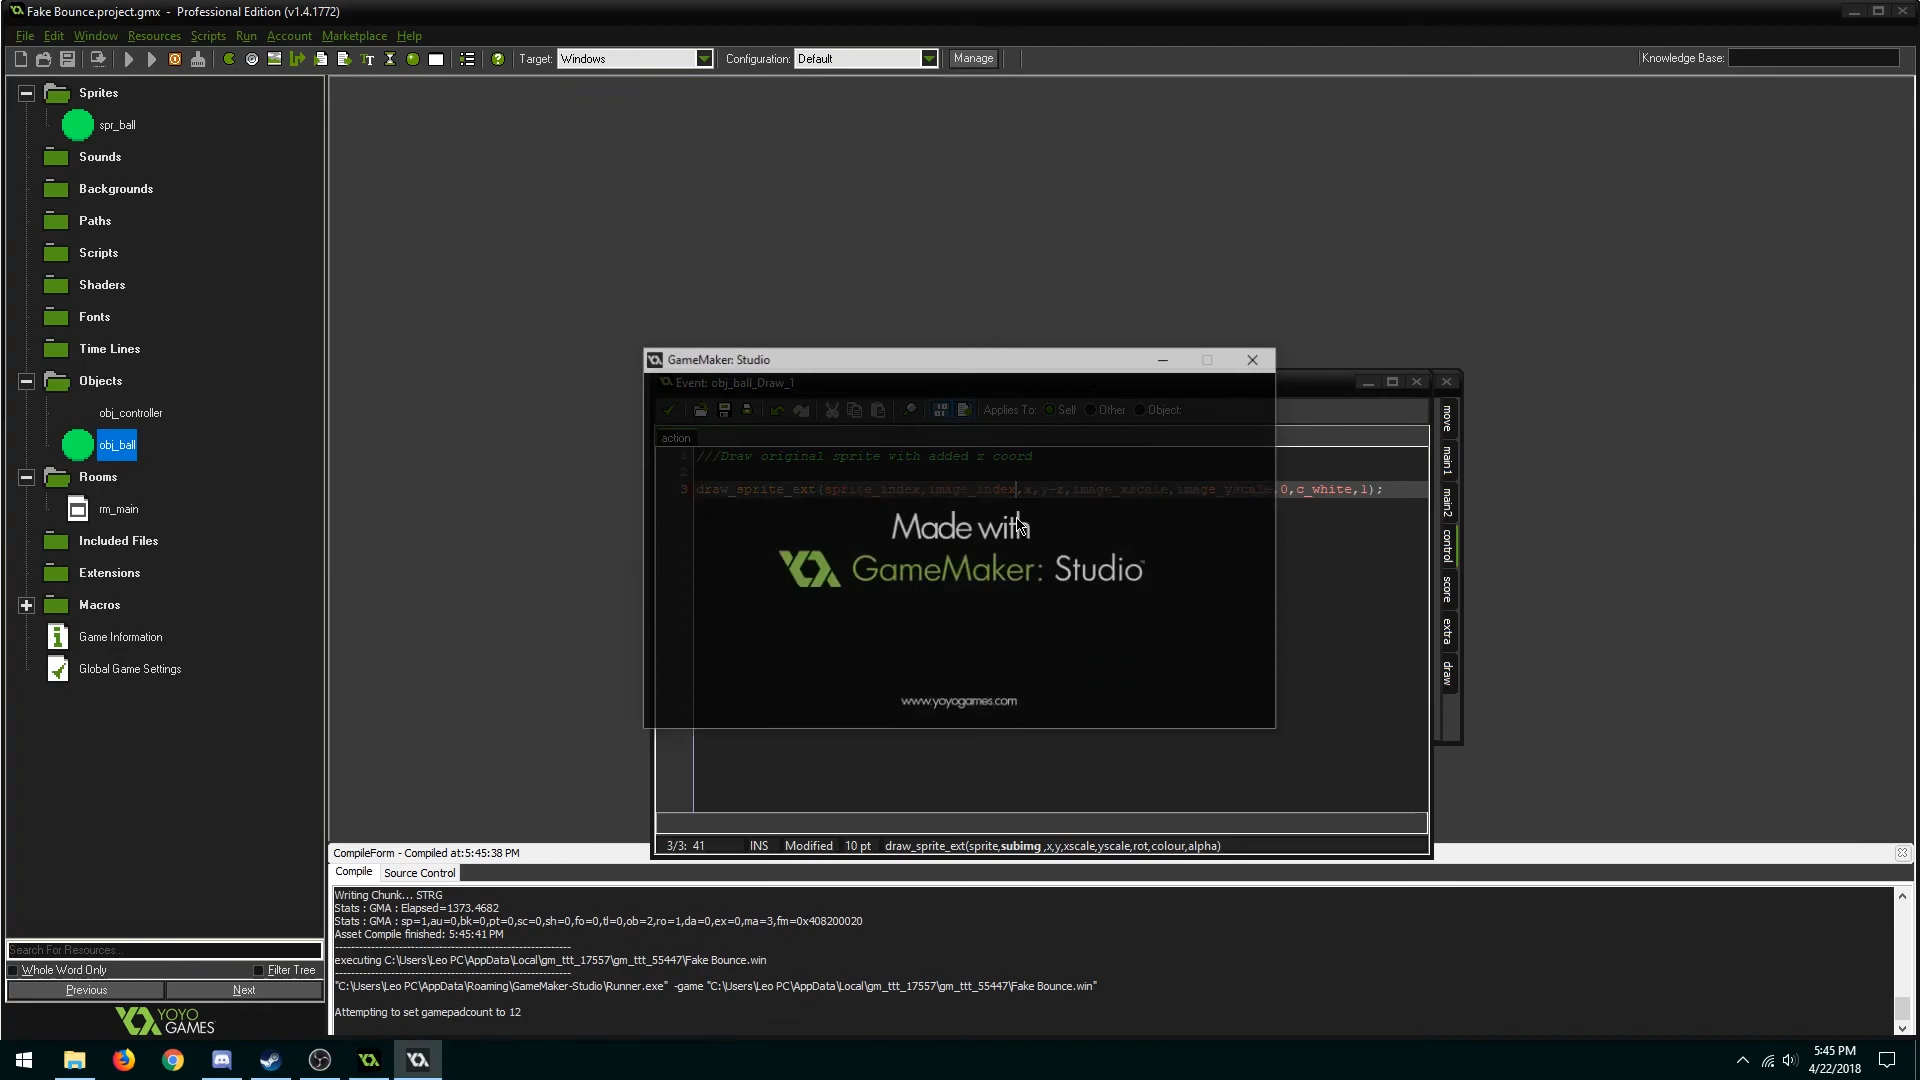 Fake Bounce.project.gmx - Professional Edition (v1.4.1772)
File Edit Window Resources Scripts Run Account Marketplace Help
Target: Windows Configuration: Default Manage Knowledge Base:
Sprites
spr_ball
Sounds
Backgrounds
Paths
Scripts
Shaders
Fonts
Time Lines
Objects
obj_controller
obj_ball
Rooms
rm_main
Included Files
Extensions
Macros
Game Information
Global Game Settings
Search For Resources...
Whole Word Only Filter Tree
Previous Next
YOYO
GAMES
GameMaker: Studio
Event: obj_ball_Draw_1
Applies To: Self Other Object:
action
1 ///Draw original sprite with added z coord
2
3 draw_sprite_ext(sprite_index,image_index,x,y-z,image_xscale,image_yscale,0,c_white,1);
Made with
GameMaker: Studio
www.yoyogames.com
3/3: 41 INS Modified 10 pt draw_sprite_ext(sprite,subimg ,x,y,xscale,yscale,rot,colour,alpha)
move
main1
main2
control
score
extra
draw
CompileForm - Compiled at:5:45:38 PM
Compile Source Control
Writing Chunk... STRG
Stats : GMA : Elapsed=1373.4682
Stats : GMA : sp=1,au=0,bk=0,pt=0,sc=0,sh=0,fo=0,tl=0,ob=2,ro=1,da=0,ex=0,ma=3,fm=0x408200020
Asset Compile finished: 5:45:41 PM
------------------------------------------------------------
executing C:\Users\Leo PC\AppData\Local\gm_ttt_17557\gm_ttt_55447\Fake Bounce.win
------------------------------------------------------------
"C:\Users\Leo PC\AppData\Roaming\GameMaker-Studio\Runner.exe" -game "C:\Users\Leo PC\AppData\Local\gm_ttt_17557\gm_ttt_55447\Fake Bounce.win"
Attempting to set gamepadcount to 12
5:45 PM
4/22/2018